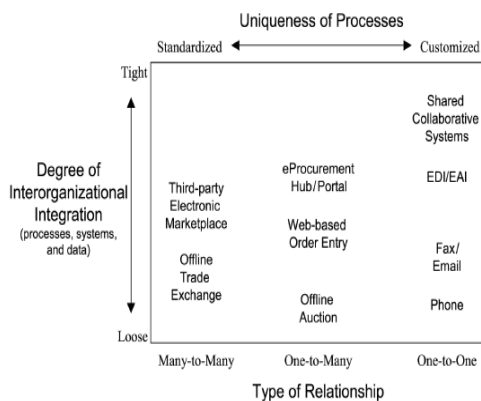 Uniqueness of Processes
Standardized
Customized
Tight
Degree of
Interorganizational
Integration
(processes, systems,
and data)
Loose
Shared
Collaborative
Systems
eProcurement
Hub/Portal
EDI/EAI
Third-party
Electronic
Marketplace
Web-based
Order Entry
Offline
Trade
Exchange
Fax/
Email
Offline
Auction
Phone
Many-to-Many
One-to-Many
One-to-One
Type of Relationship